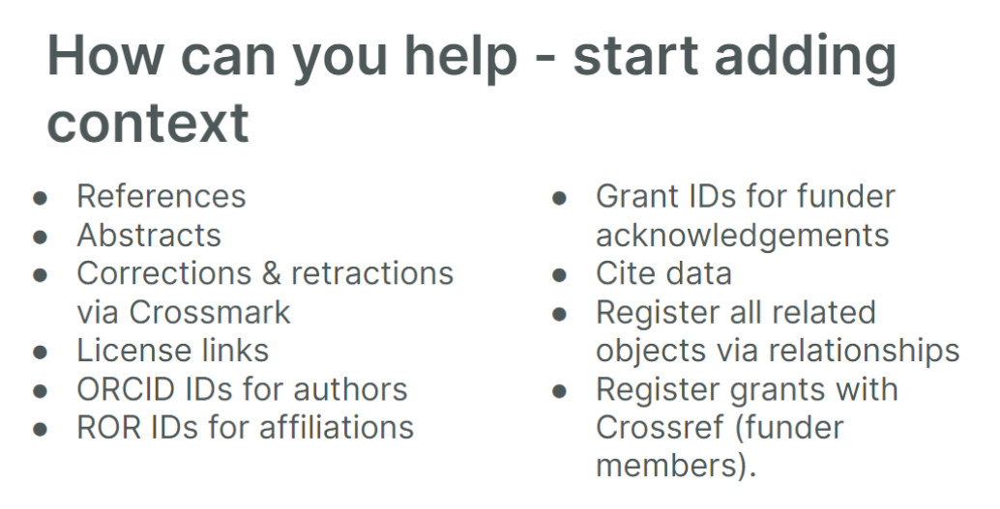 How can you help - start adding
context
● References
● Abstracts
● Corrections & retractions
via Crossmark
● License links
● ORCID IDs for authors
● ROR IDs for affiliations
● Grant IDs for funder
acknowledgements
● Cite data
● Register all related
objects via relationships
● Register grants with
Crossref (funder
members).